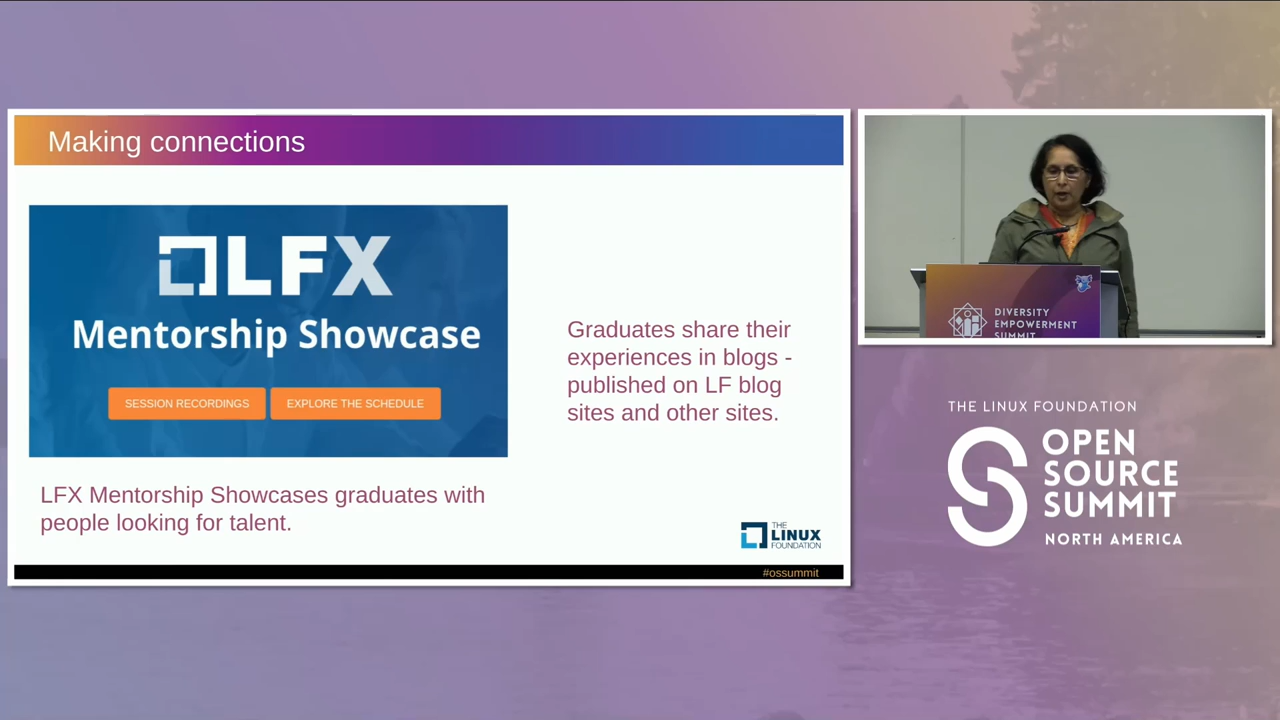 Making connections
LFX
Mentorship Showcase
SESSION RECORDINGS
EXPLORE THE SCHEDULE
LFX Mentorship Showcases graduates with
people looking for talent.
Graduates share their
experiences in blogs -
published on LF blog
sites and other sites.
THE
LINUX
FOUNDATION
#ossummit
DIVERSITY
EMPOWERMENT
SUMMIT
THE LINUX FOUNDATION
OPEN
SOURCE
SUMMIT
NORTH AMERICA